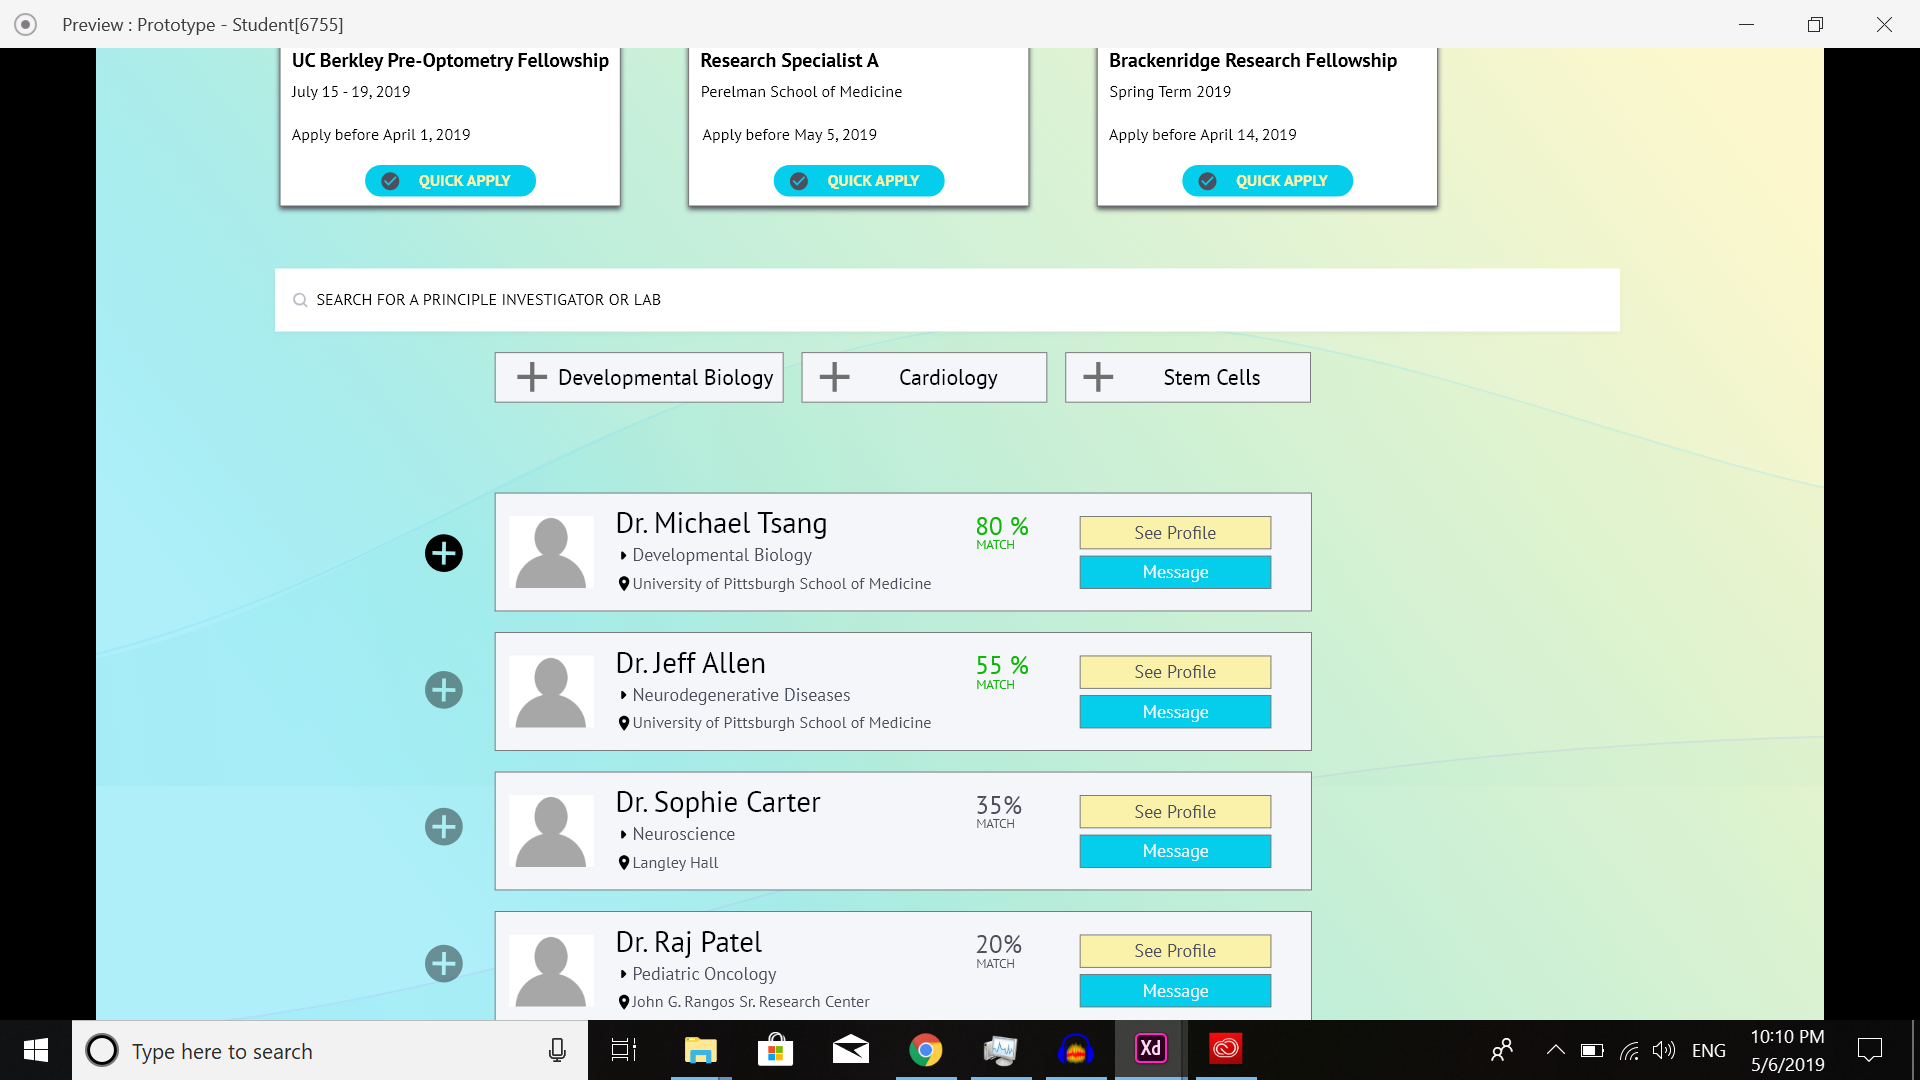 Preview : Prototype - Student[6755]
UC Berkley Pre-Optometry Fellowship
July 15 - 19, 2019
Apply before April 1, 2019
QUICK APPLY
Research Specialist A
Perelman School of Medicine
Apply before May 5, 2019
QUICK APPLY
Brackenridge Research Fellowship
Spring Term 2019
Apply before April 14, 2019
QUICK APPLY
SEARCH FOR A PRINCIPLE INVESTIGATOR OR LAB
Developmental Biology
Cardiology
Stem Cells
Dr. Michael Tsang
Developmental Biology
University of Pittsburgh School of Medicine
80 %
MATCH
See Profile
Message
Dr. Jeff Allen
Neurodegenerative Diseases
University of Pittsburgh School of Medicine
55 %
MATCH
See Profile
Message
Dr. Sophie Carter
Neuroscience
Langley Hall
35%
MATCH
See Profile
Message
Dr. Raj Patel
Pediatric Oncology
John G. Rangos Sr. Research Center
20%
MATCH
See Profile
Message
Type here to search
Xd
ENG
10:10 PM
5/6/2019